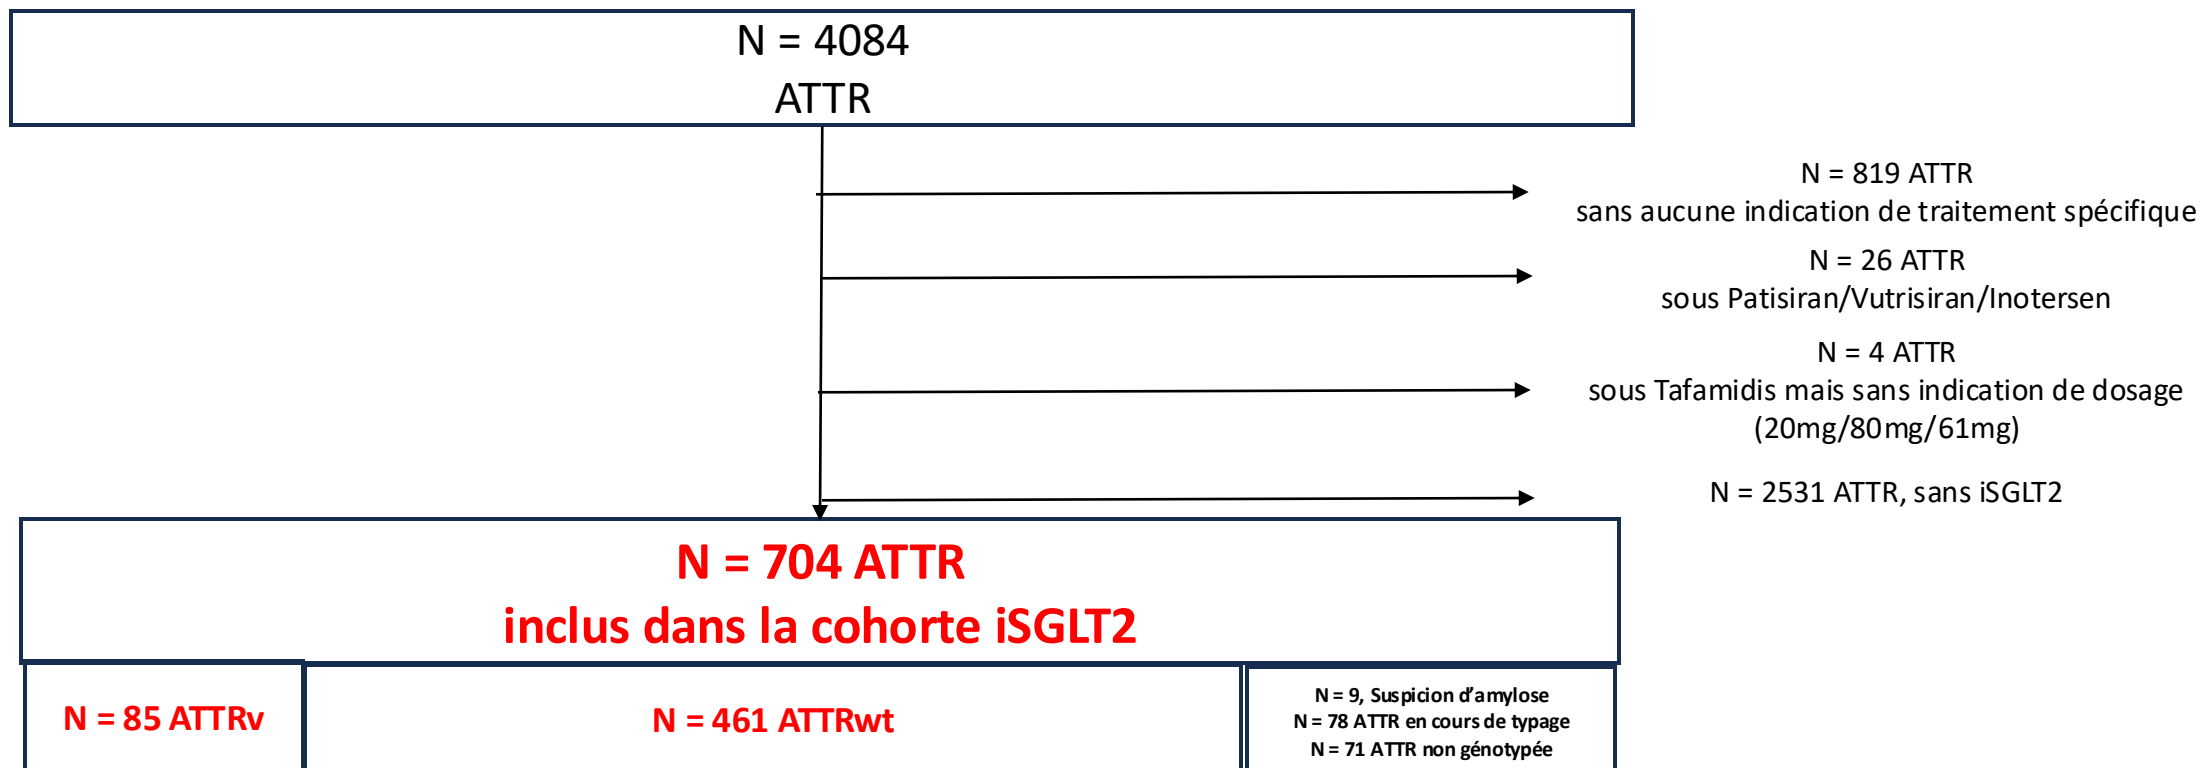 N = 4084
ATTR
N = 819 ATTR
sans aucune indication de traitement spécifique
N = 26 ATTR
sous Patisiran/Vutrisiran/Inotersen
N = 4 ATTR
sous Tafamidis mais sans indication de dosage
(20mg/80mg/61mg)
N = 2531 ATTR, sans iSGLT2
N = 704 ATTR
inclus dans la cohorte iSGLT2
N = 85 ATTRv
N = 461 ATTRwt
N = 9, Suspicion d’amylose
N = 78 ATTR en cours de typage
N = 71 ATTR non génotypée